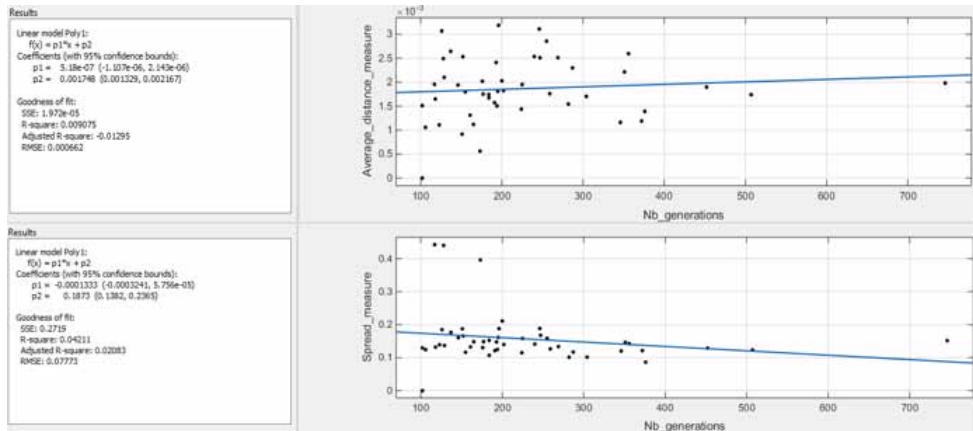 Results
Linear model Poly1:
f(x) = p1*x + p2
Coefficients (with 95% confidence bounds):
p1 = 5.18e-07 (-1.107e-06, 2.143e-06)
p2 = 0.001748 (0.001329, 0.002167)
Goodness of fit:
SSE: 1.972e-05
R-square: 0.009075
Adjusted R-square: -0.01295
RMSE: 0.000662
×10⁻³
3
2.5
2
1.5
1
0.5
0
Average_distance_measure
100 200 300 400 500 600 700
Nb_generations
Results
Linear model Poly1:
f(x) = p1*x + p2
Coefficients (with 95% confidence bounds):
p1 = -0.0001333 (-0.0003241, 5.756e-05)
p2 = 0.1873 (0.1382, 0.2365)
Goodness of fit:
SSE: 0.2719
R-square: 0.04211
Adjusted R-square: 0.02083
RMSE: 0.07773
0.4
0.3
0.2
0.1
0
Spread_measure
100 200 300 400 500 600 700
Nb_generations